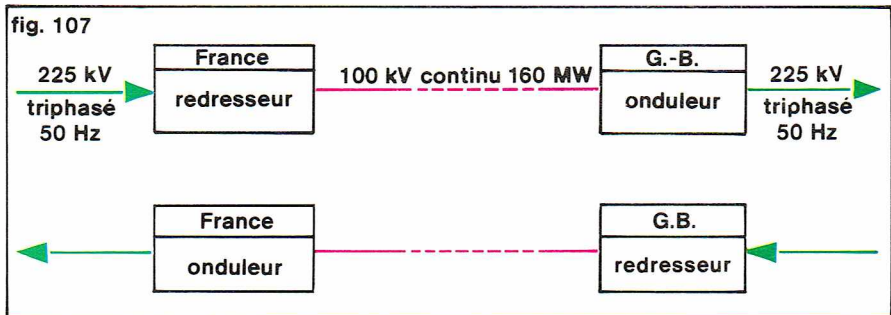 fig. 107
France
G.-B.
225 kV
triphasé
50 Hz
redresseur
100 kV continu 160 MW
onduleur
225 kV
triphasé
50 Hz
France
G.B.
onduleur
redresseur